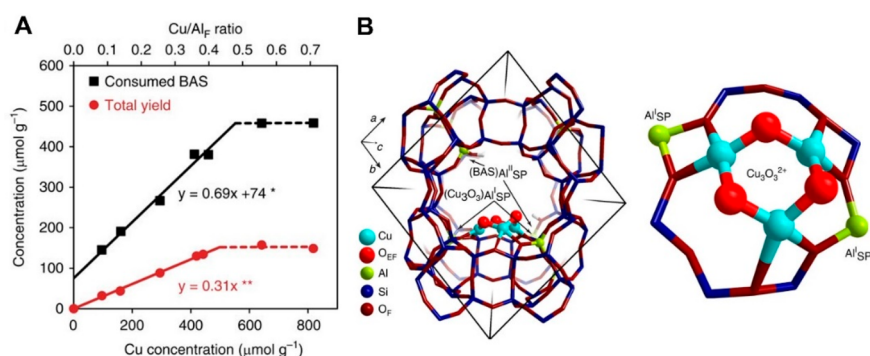 A
Cu/AlF ratio
0.0 0.1 0.2 0.3 0.4 0.5 0.6 0.7 0.8
600
500
400
300
200
100
0
Concentration (μmol g⁻¹)
Consumed BAS
Total yield
y = 0.69x +74 *
y = 0.31x **
0 200 400 600 800 1000
Cu concentration (μmol g⁻¹)
B
a
c
b
(BAS)AlᴵᴵSP
(Cu₃O₃)AlᴵSP
Cu
OEF
Al
Si
OF
AlᴵSP
Cu₃O₃²⁺
AlᴵSP